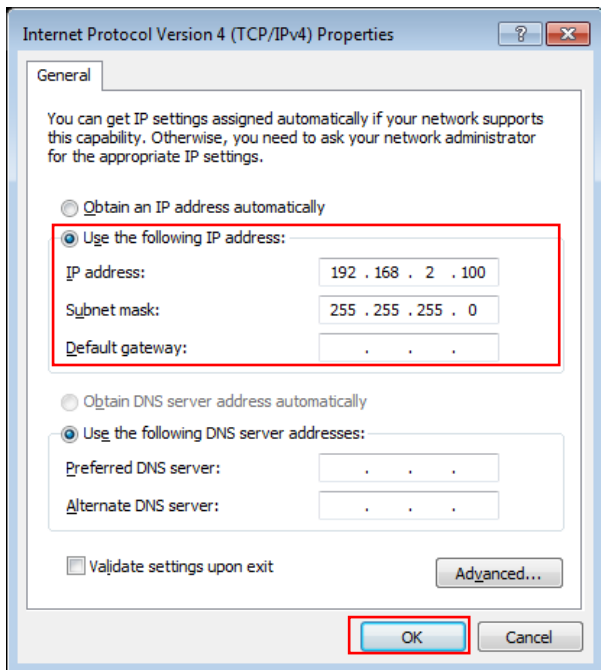 Internet Protocol Version 4 (TCP/IPv4) Properties
General
You can get IP settings assigned automatically if your network supports
this capability. Otherwise, you need to ask your network administrator
for the appropriate IP settings.
Obtain an IP address automatically
Use the following IP address:
IP address: 192 . 168 . 2 . 100
Subnet mask: 255 . 255 . 255 . 0
Default gateway: . . .
Obtain DNS server address automatically
Use the following DNS server addresses:
Preferred DNS server: . . .
Alternate DNS server: . . .
Validate settings upon exit
Advanced...
OK Cancel